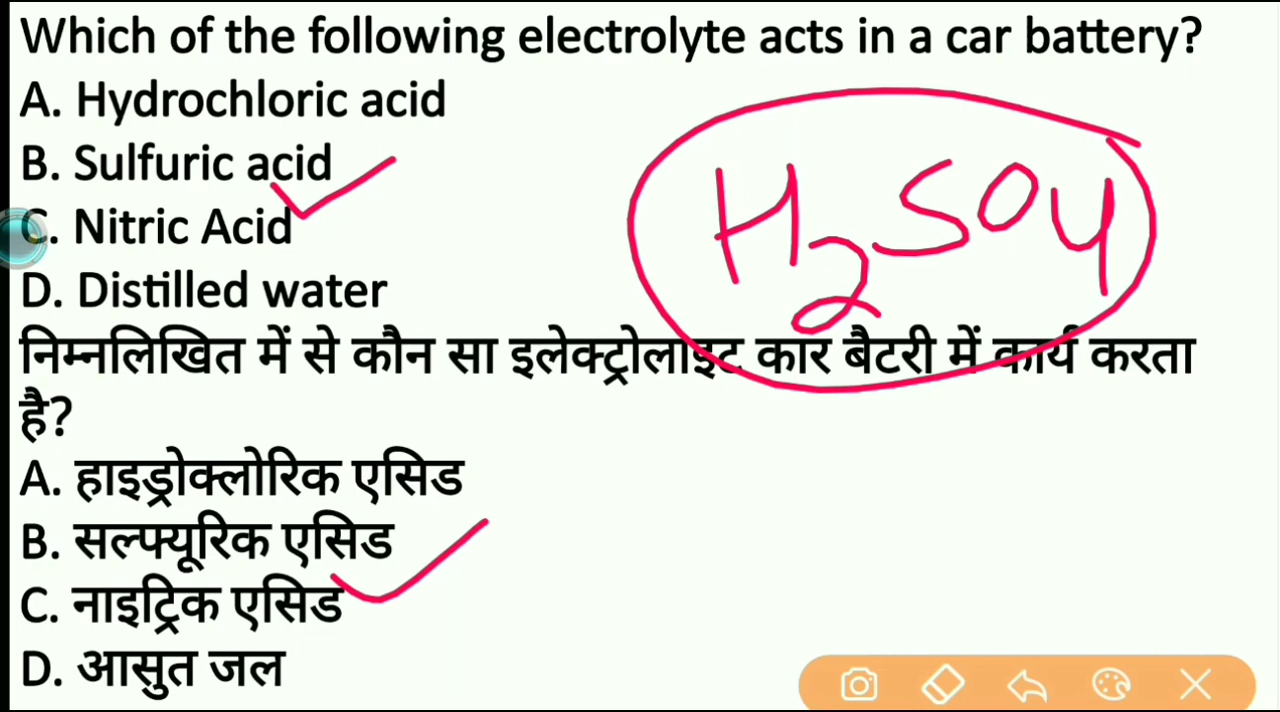 Which of the following electrolyte acts in a car battery?
A. Hydrochloric acid
B. Sulfuric acid
C. Nitric Acid
D. Distilled water
H2SO4
निम्नलिखित में से कौन सा इलेक्ट्रोलाइट कार बैटरी में कार्य करता
है?
A. हाइड्रोक्लोरिक एसिड
B. सल्फ्यूरिक एसिड
C. नाइट्रिक एसिड
D. आसुत जल